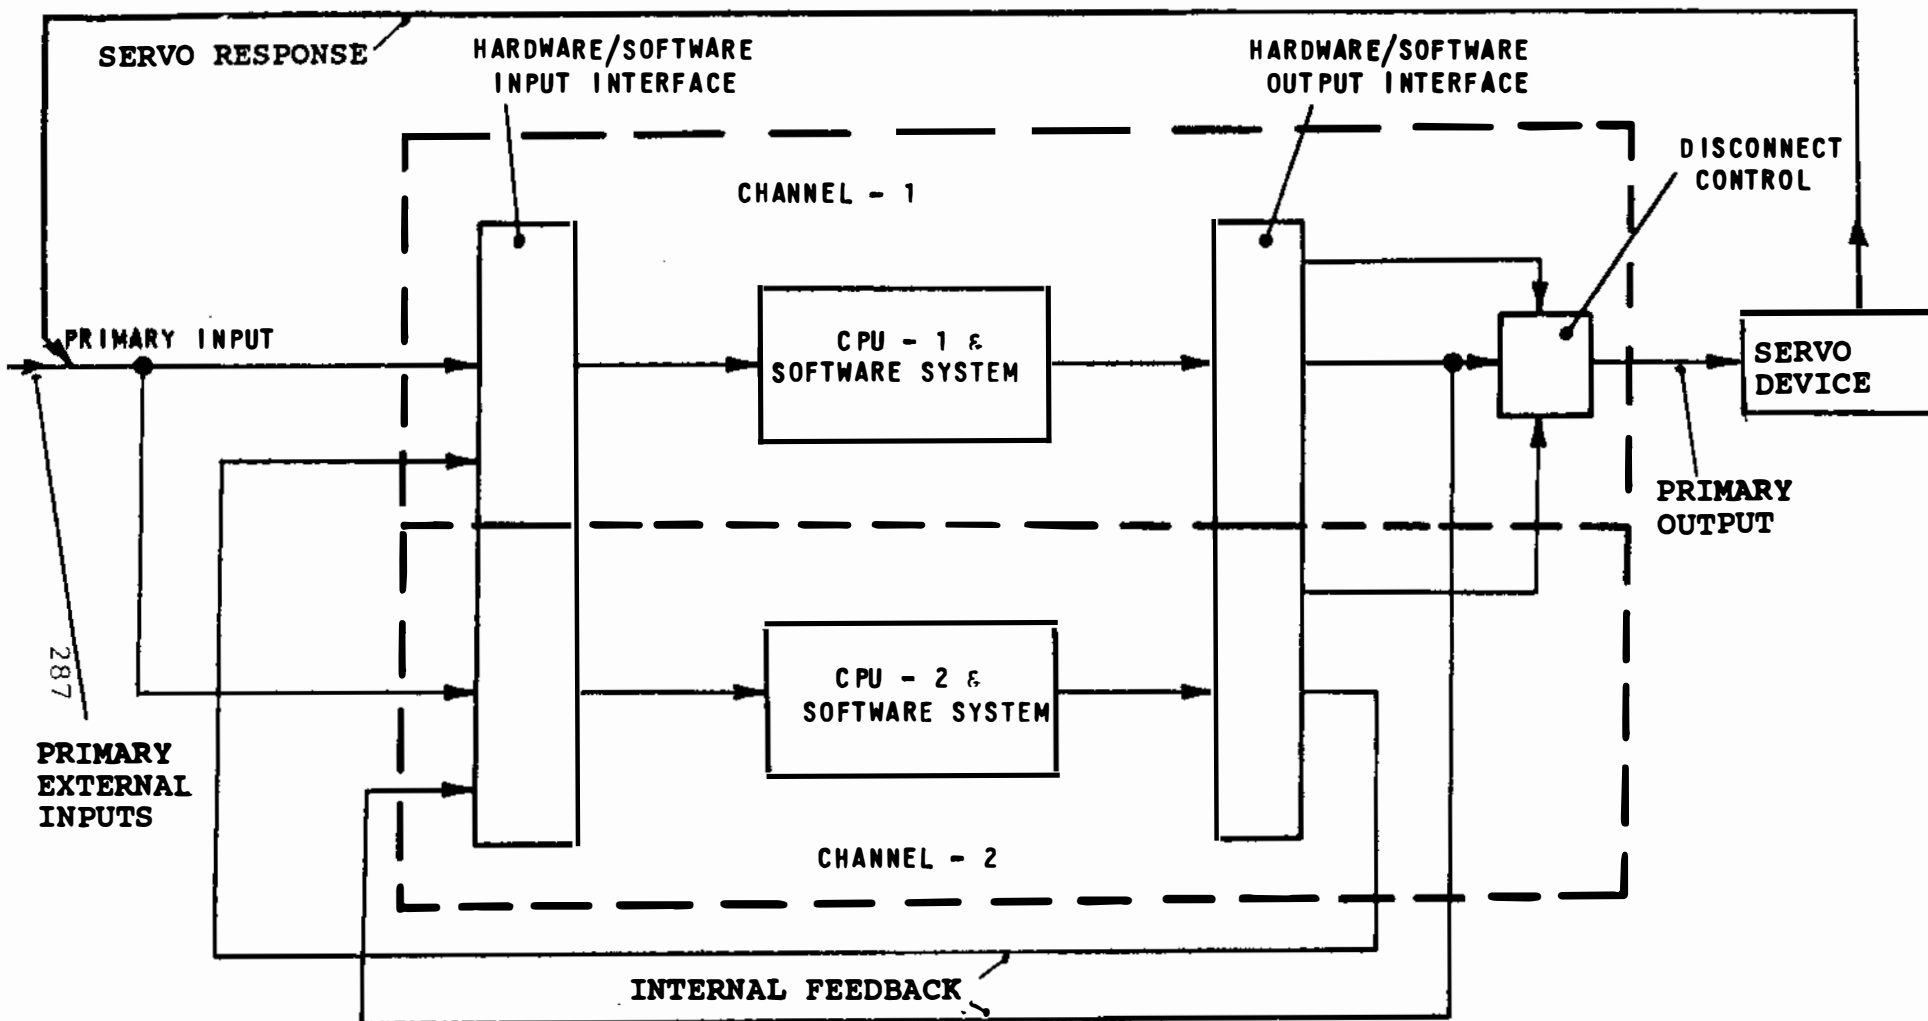 SERVO RESPONSE
HARDWARE/SOFTWARE
INPUT INTERFACE
HARDWARE/SOFTWARE
OUTPUT INTERFACE
DISCONNECT
CONTROL
CHANNEL - 1
PRIMARY INPUT
CPU - 1 &
SOFTWARE SYSTEM
SERVO
DEVICE
PRIMARY
OUTPUT
287
CPU - 2 &
SOFTWARE SYSTEM
PRIMARY
EXTERNAL
INPUTS
CHANNEL - 2
INTERNAL FEEDBACK